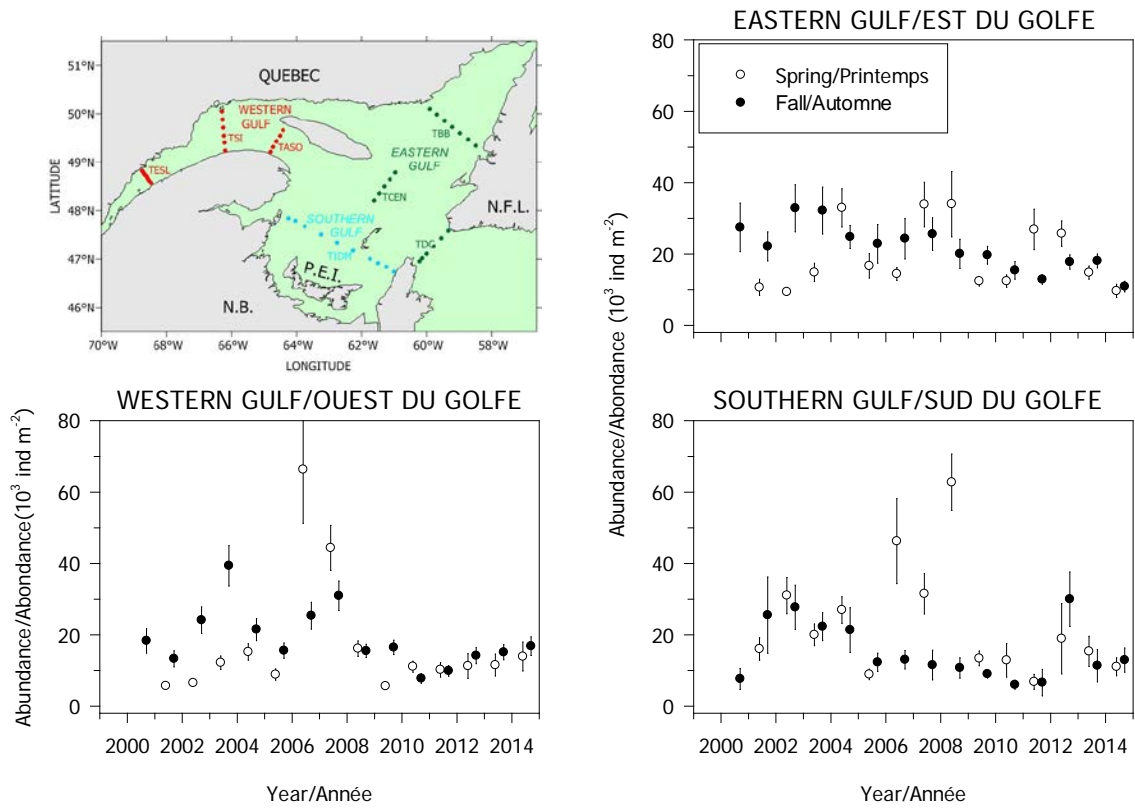 EASTERN GULF/EST DU GOLFE
80
60
40
20
0
Spring/Printemps
Fall/Automne
Abundance/Abondance (10³ ind m⁻²)
51°N
50°N
49°N
48°N
47°N
46°N
LATITUDE
QUEBEC
WESTERN
GULF
TSI
TASO
TESL
TBB
EASTERN
GULF
TCEN
N.F.L.
SOUTHERN
GULF
TIDM
TDC
P.E.I.
N.B.
70°W 68°W 66°W 64°W 62°W 60°W 58°W
LONGITUDE
WESTERN GULF/OUEST DU GOLFE
80
60
40
20
0
Abundance/Abondance(10³ ind m⁻²)
2000 2002 2004 2006 2008 2010 2012 2014
Year/Année
SOUTHERN GULF/SUD DU GOLFE
80
60
40
20
0
2000 2002 2004 2006 2008 2010 2012 2014
Year/Année